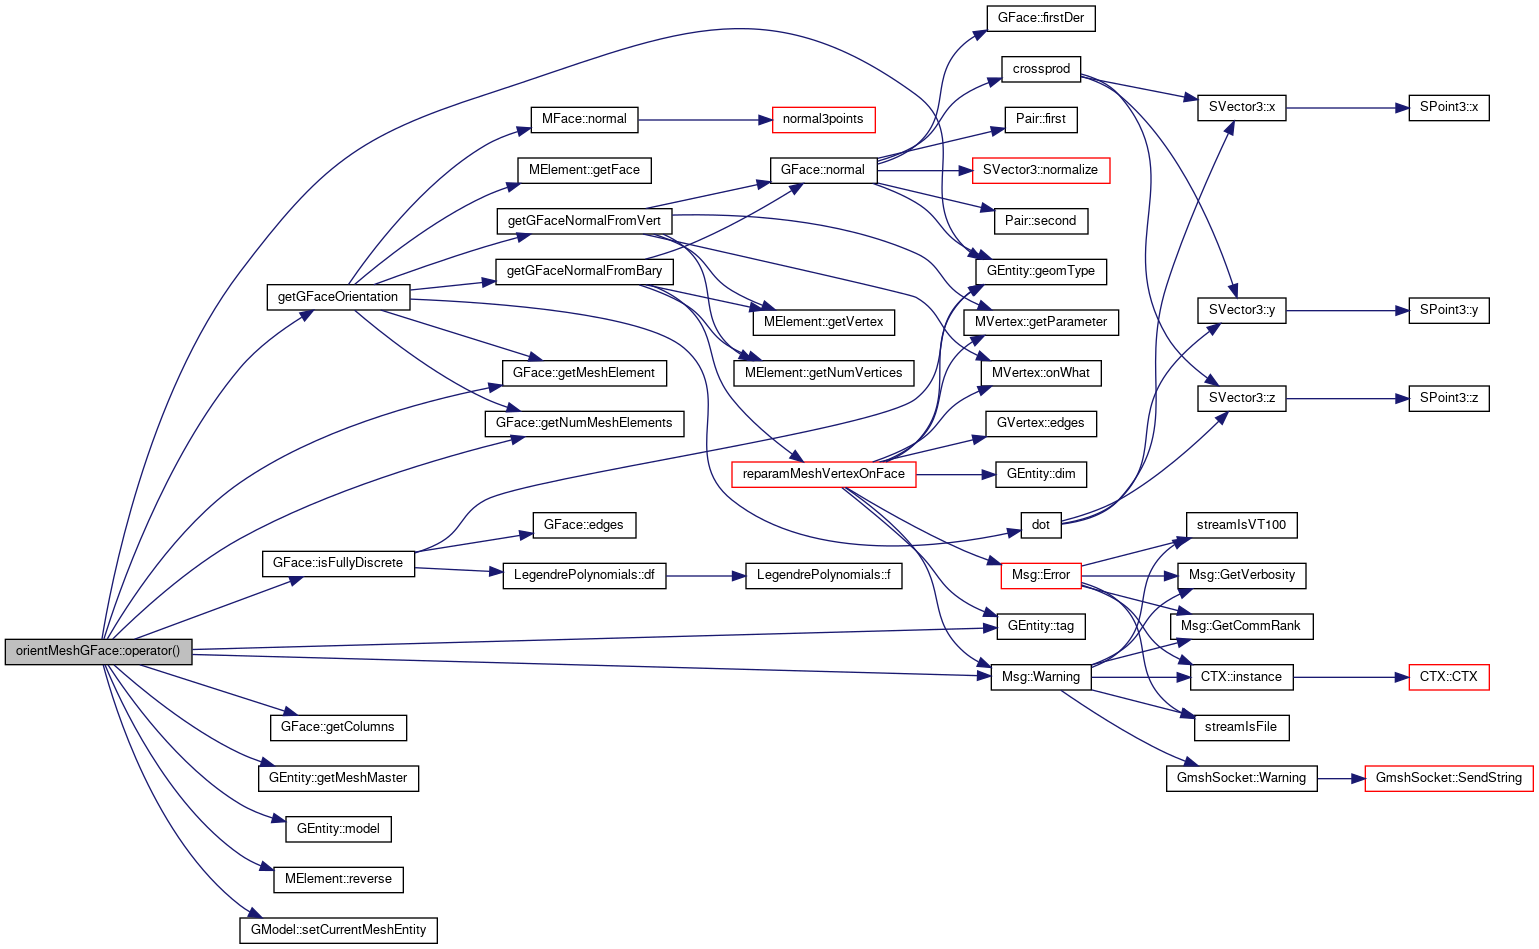 GFace::firstDer
crossprod
SVector3::x
SPoint3::x
MFace::normal
normal3points
Pair::first
MElement::getFace
GFace::normal
SVector3::normalize
getGFaceNormalFromVert
Pair::second
getGFaceNormalFromBary
GEntity::geomType
getGFaceOrientation
SVector3::y
SPoint3::y
MElement::getVertex
MVertex::getParameter
GFace::getMeshElement
MElement::getNumVertices
MVertex::onWhat
SVector3::z
SPoint3::z
GFace::getNumMeshElements
GVertex::edges
reparamMeshVertexOnFace
GEntity::dim
GFace::edges
dot
streamIsVT100
GFace::isFullyDiscrete
LegendrePolynomials::df
LegendrePolynomials::f
Msg::Error
Msg::GetVerbosity
GEntity::tag
Msg::GetCommRank
orientMeshGFace::operator()
Msg::Warning
CTX::instance
CTX::CTX
GFace::getColumns
streamIsFile
GEntity::getMeshMaster
GmshSocket::Warning
GmshSocket::SendString
GEntity::model
MElement::reverse
GModel::setCurrentMeshEntity